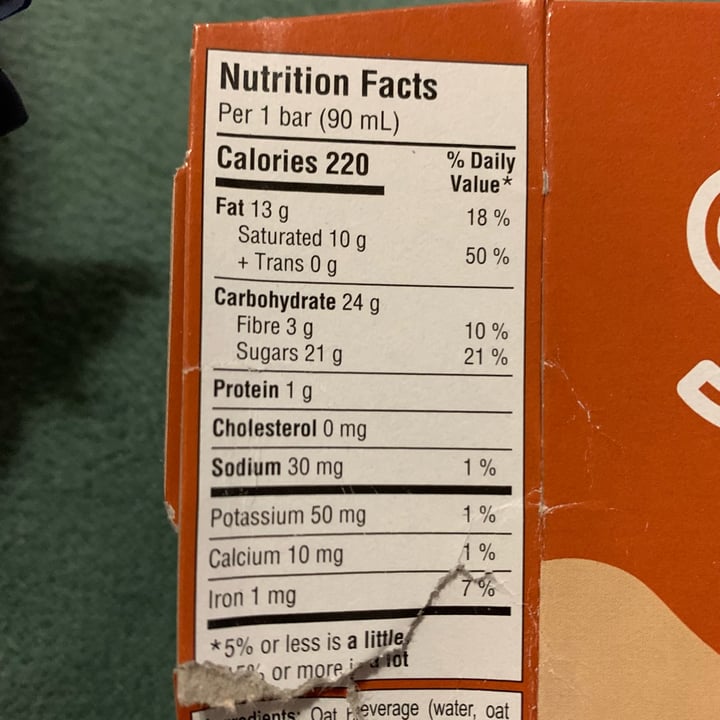 Nutrition Facts
Per 1 bar (90 mL)
Calories 220
% Daily
Value*
Fat 13 g 18 %
Saturated 10 g
+ Trans 0 g 50 %
Carbohydrate 24 g
Fibre 3 g 10 %
Sugars 21 g 21 %
Protein 1 g
Cholesterol 0 mg
Sodium 30 mg 1 %
Potassium 50 mg 1 %
Calcium 10 mg 1 %
Iron 1 mg 7 %
*5% or less is a little,
or more is a lot
Oat (water, oat